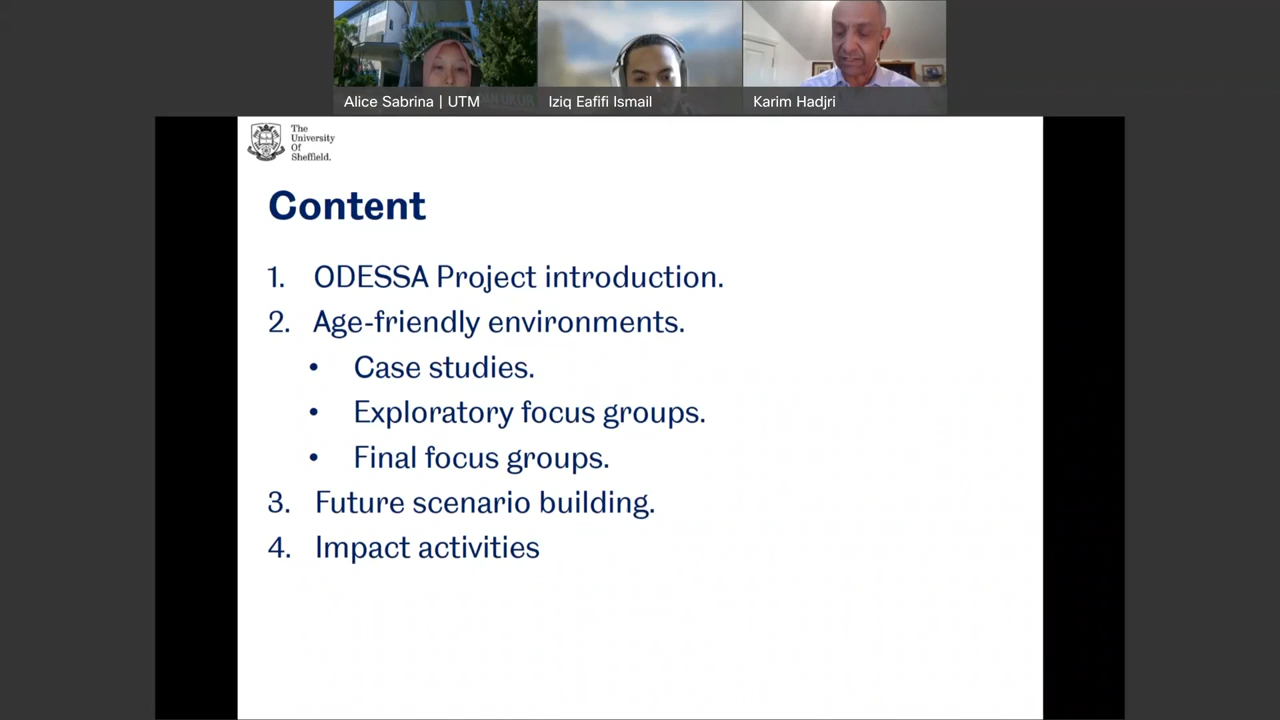 Alice Sabrina | UTM
Iziq Eafifi Ismail
Karim Hadjri
The
University
Of
Sheffield.
Content
1. ODESSA Project introduction.
2. Age-friendly environments.
• Case studies.
• Exploratory focus groups.
• Final focus groups.
3. Future scenario building.
4. Impact activities